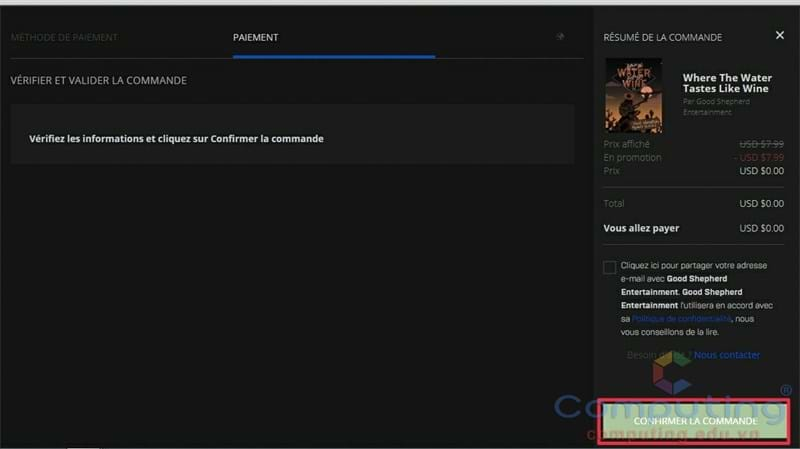 MÉTHODE DE PAIEMENT
PAIEMENT
VÉRIFIER ET VALIDER LA COMMANDE
Vérifiez les informations et cliquez sur Confirmer la commande
RÉSUMÉ DE LA COMMANDE
WATER
WINE
Where The Water
Tastes Like Wine
Par Good Shepherd
Entertainment
Prix affiché USD $7.99
En promotion - USD $7.99
Prix USD $0.00
Total USD $0.00
Vous allez payer USD $0.00
Cliquez ici pour partager votre adresse
e-mail avec Good Shepherd
Entertainment. Good Shepherd
Entertainment l'utilisera en accord avec
sa Politique de confidentialité, nous
vous conseillons de la lire.
Besoin d'aide ? Nous contacter
CONFIRMER LA COMMANDE
Computing ®
computing.edu.vn